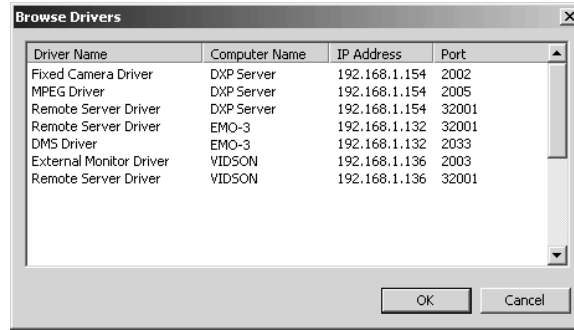 Browse Drivers
Driver Name Computer Name IP Address Port
Fixed Camera Driver DXP Server 192.168.1.154 2002
MPEG Driver DXP Server 192.168.1.154 2005
Remote Server Driver DXP Server 192.168.1.154 32001
Remote Server Driver EMO-3 192.168.1.132 32001
DMS Driver EMO-3 192.168.1.132 2033
External Monitor Driver VIDSON 192.168.1.136 2003
Remote Server Driver VIDSON 192.168.1.136 32001
OK Cancel